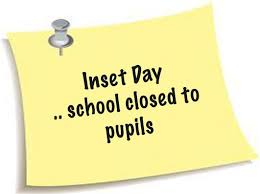 Inset Day
.. school closed to
pupils